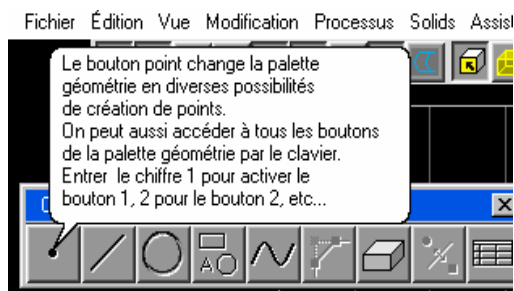 Fichier Édition Vue Modification Processus Solids
Le bouton point change la palette
géométrie en diverses possibilités
de création de points.
On peut aussi accéder à tous les boutons
de la palette géométrie par le clavier.
Entrer le chiffre 1 pour activer le
bouton 1, 2 pour le bouton 2, etc...